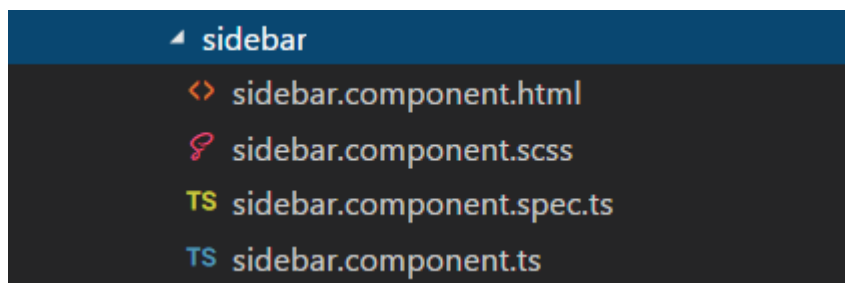 sidebar
<> sidebar.component.html
sidebar.component.scss
TS sidebar.component.spec.ts
TS sidebar.component.ts